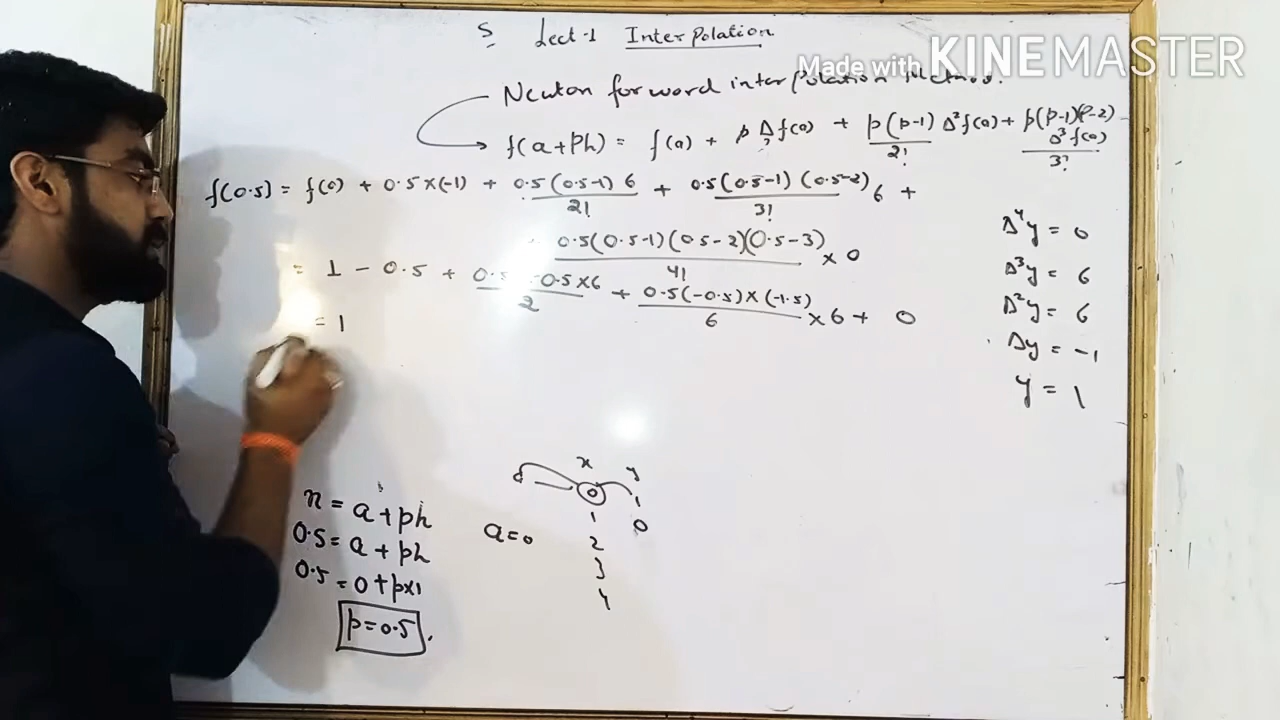 S Lect-1 Interpolation
Made with KINEMASTER
Newton forword interpolation Method.
f(a+Ph) = f(a) + p Δf(a) + p(p-1)/2! Δ²f(a) + p(p-1)(p-2)/3! Δ³f(a)
f(0.5) = f(0) + 0.5×(-1) + 0.5(0.5-1) 6/2! + 0.5(0.5-1)(0.5-2)/3! 6 +
0.5(0.5-1)(0.5-2)(0.5-3)/4! × 0
= 1 - 0.5 + -0.5×6/2 + 0.5(-0.5)×(-1.5)/6 ×6 + 0
= 1
Δ⁴y = 0
Δ³y = 6
Δ²y = 6
Δy = -1
y = 1
x = a + ph
0.5 = a + ph
0.5 = 0 + p×1
p = 0.5.
a = 0
x y
0 1
1 0
2
3
4